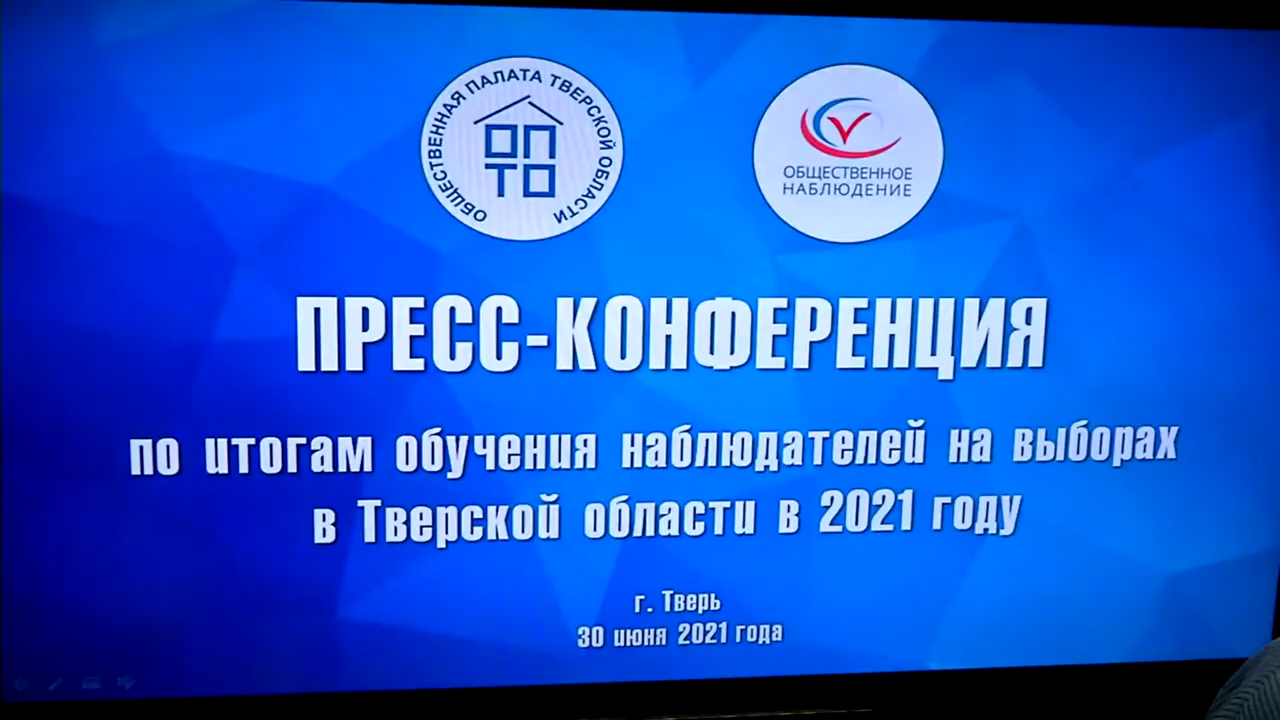 ОБЩЕСТВЕННАЯ ПАЛАТА ТВЕРСКОЙ ОБЛАСТИ
ОП
ТО
ОБЩЕСТВЕННОЕ
НАБЛЮДЕНИЕ
ПРЕСС-КОНФЕРЕНЦИЯ
по итогам обучения наблюдателей на выборах
в Тверской области в 2021 году
г. Тверь
30 июня 2021 года